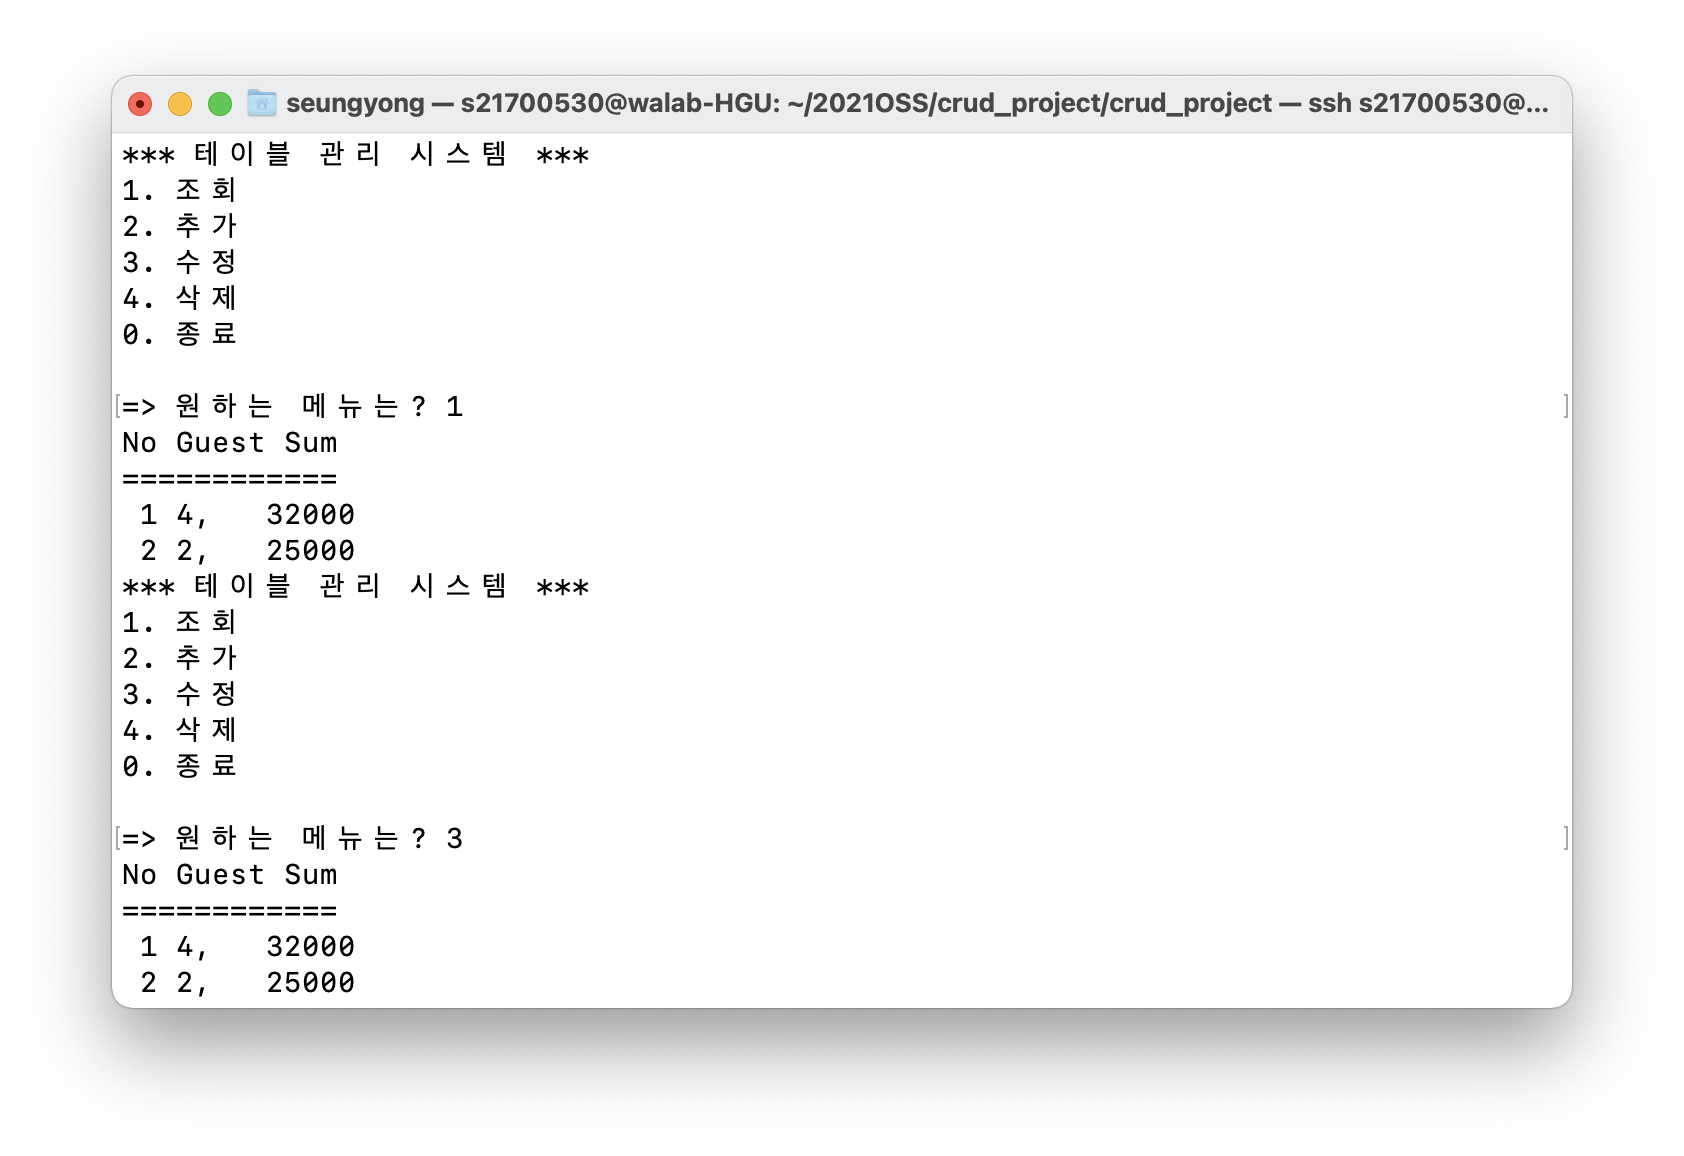 seungyong — s21700530@walab-HGU: ~/2021OSS/crud_project/crud_project — ssh s21700530@...
*** 테이블 관리 시스템 ***
1. 조회
2. 추가
3. 수정
4. 삭제
0. 종료
[=> 원하는 메뉴는? 1 ]
No Guest Sum
============
 1 4,   32000
 2 2,   25000
*** 테이블 관리 시스템 ***
1. 조회
2. 추가
3. 수정
4. 삭제
0. 종료
[=> 원하는 메뉴는? 3 ]
No Guest Sum
============
 1 4,   32000
 2 2,   25000